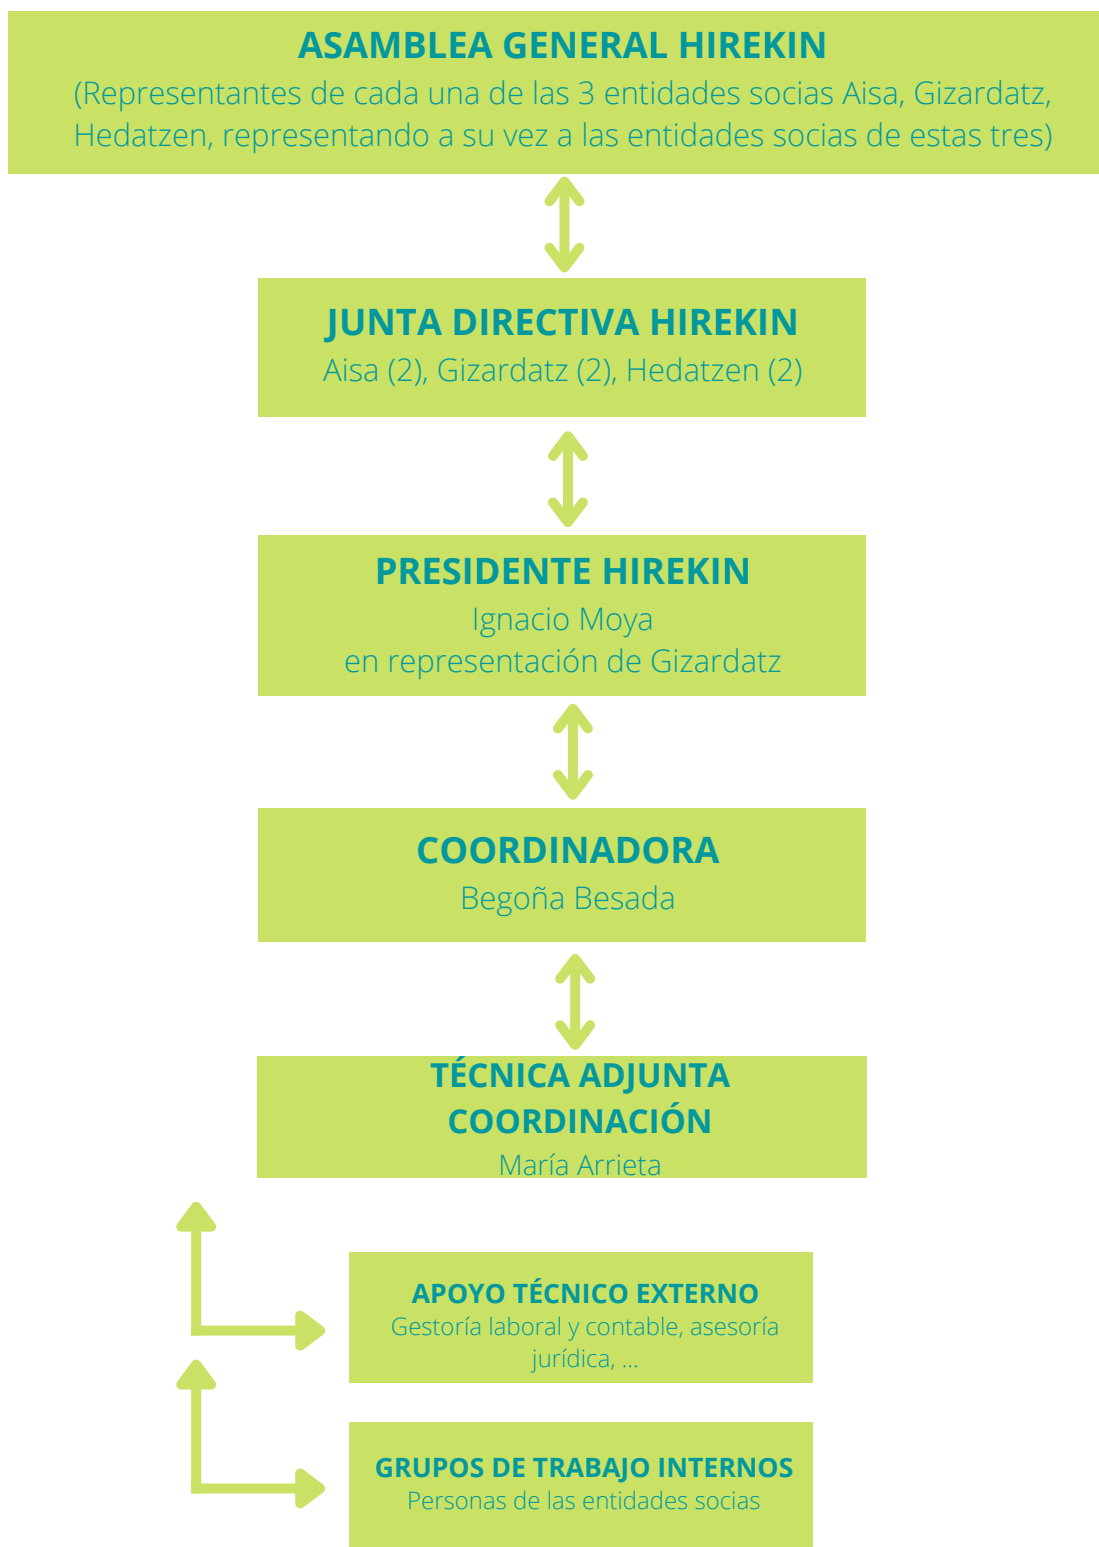 ASAMBLEA GENERAL HIREKIN
(Representantes de cada una de las 3 entidades socias Aisa, Gizardatz,
Hedatzen, representando a su vez a las entidades socias de estas tres)
JUNTA DIRECTIVA HIREKIN
Aisa (2), Gizardatz (2), Hedatzen (2)
PRESIDENTE HIREKIN
Ignacio Moya
en representación de Gizardatz
COORDINADORA
Begoña Besada
TÉCNICA ADJUNTA
COORDINACIÓN
María Arrieta
APOYO TÉCNICO EXTERNO
Gestoría laboral y contable, asesoría
jurídica, ...
GRUPOS DE TRABAJO INTERNOS
Personas de las entidades socias